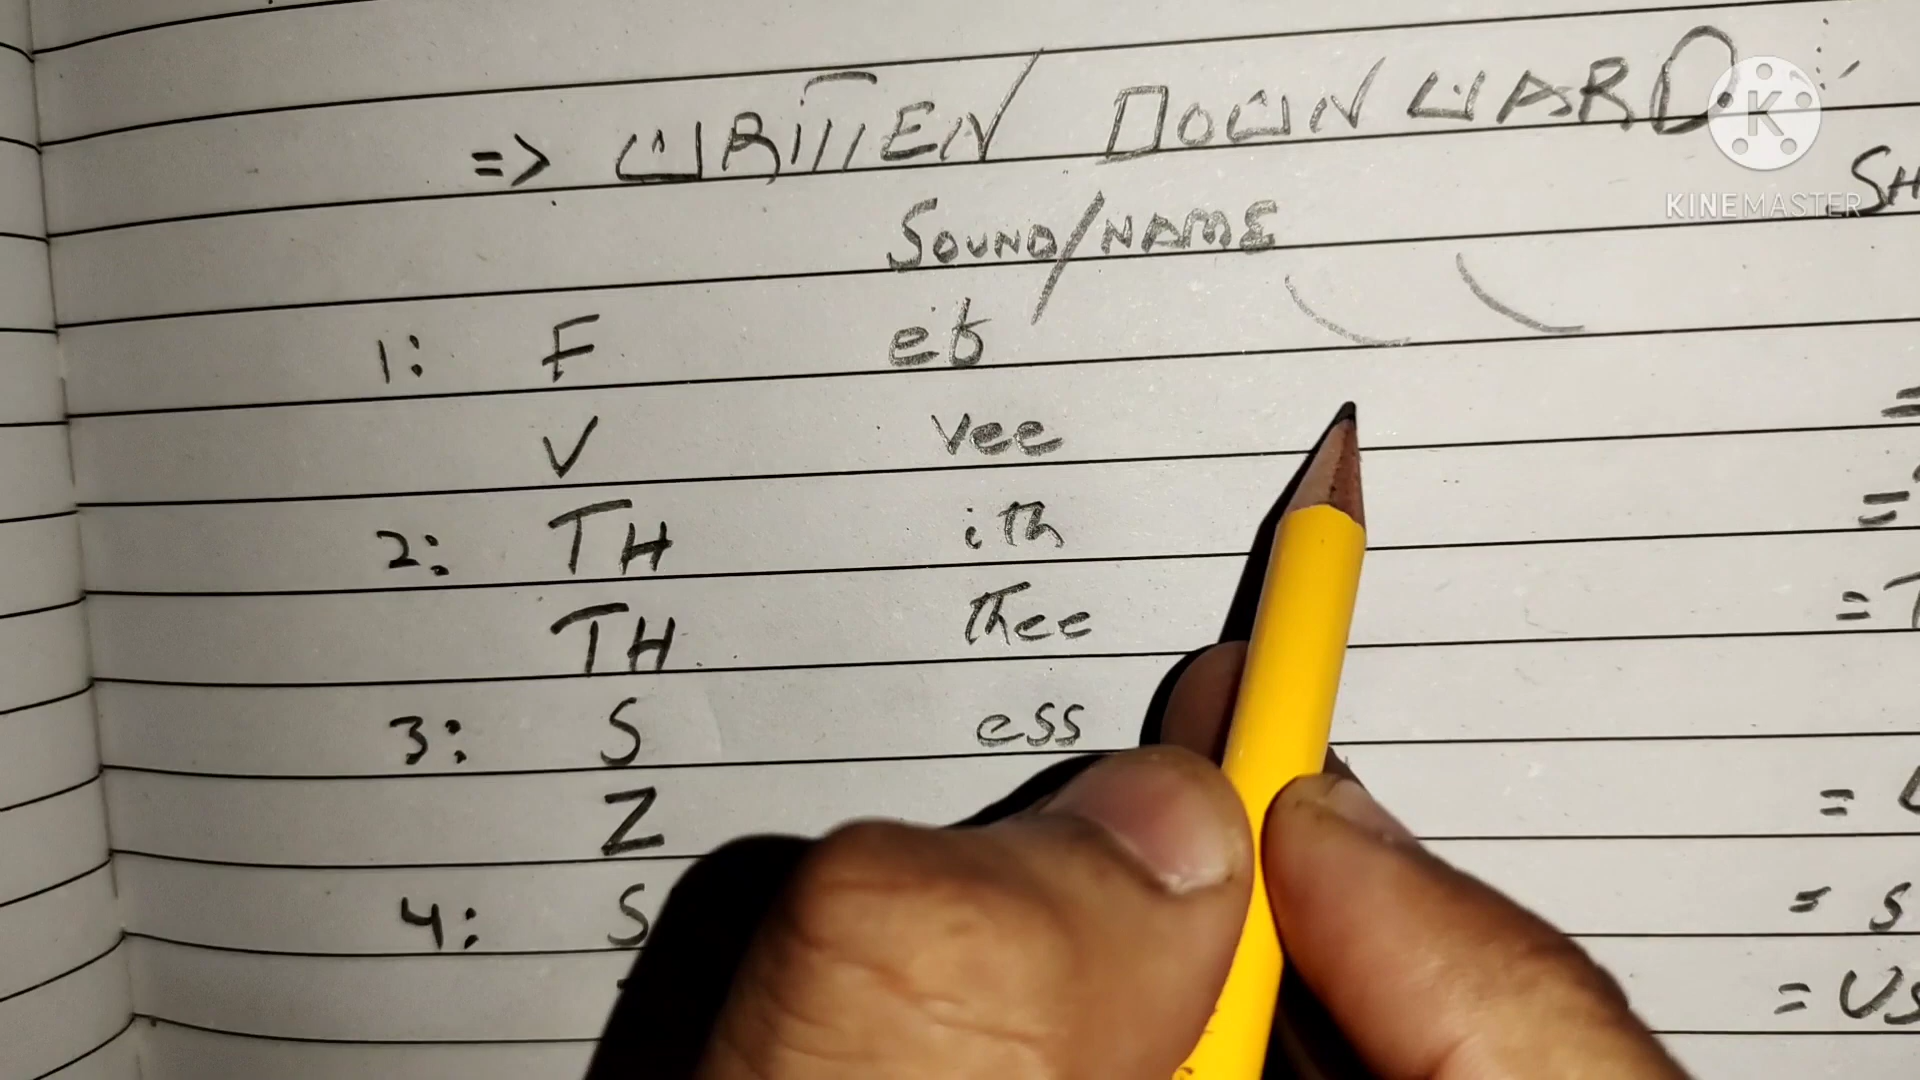 => WRITTEN DOWNWARD
KINEMASTER
SOUND/NAME
1: F ef
V vee
2: TH ith
TH thee
3: S ess
Z
4: S